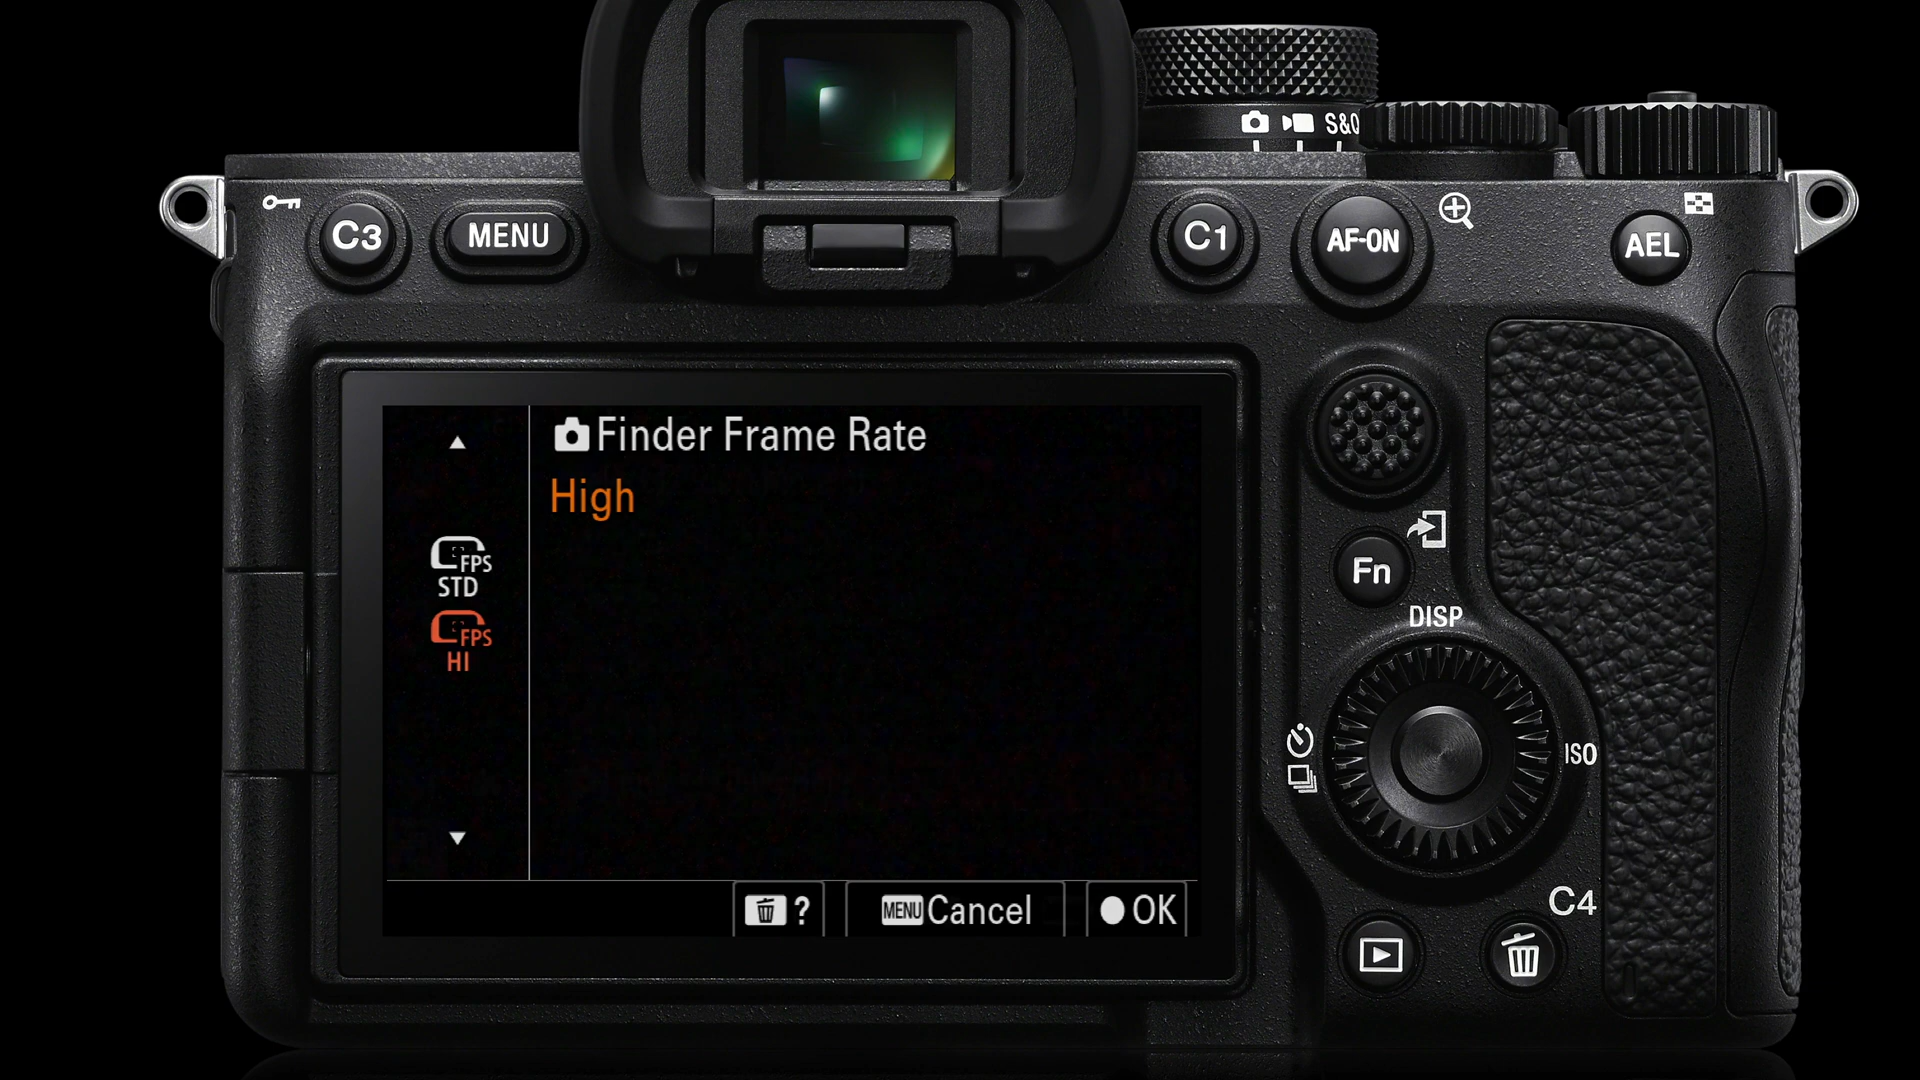 S&Q
C3
MENU
C1
AF-ON
AEL
Finder Frame Rate
High
FPS
STD
FPS
HI
?
MENU Cancel
OK
Fn
DISP
ISO
C4